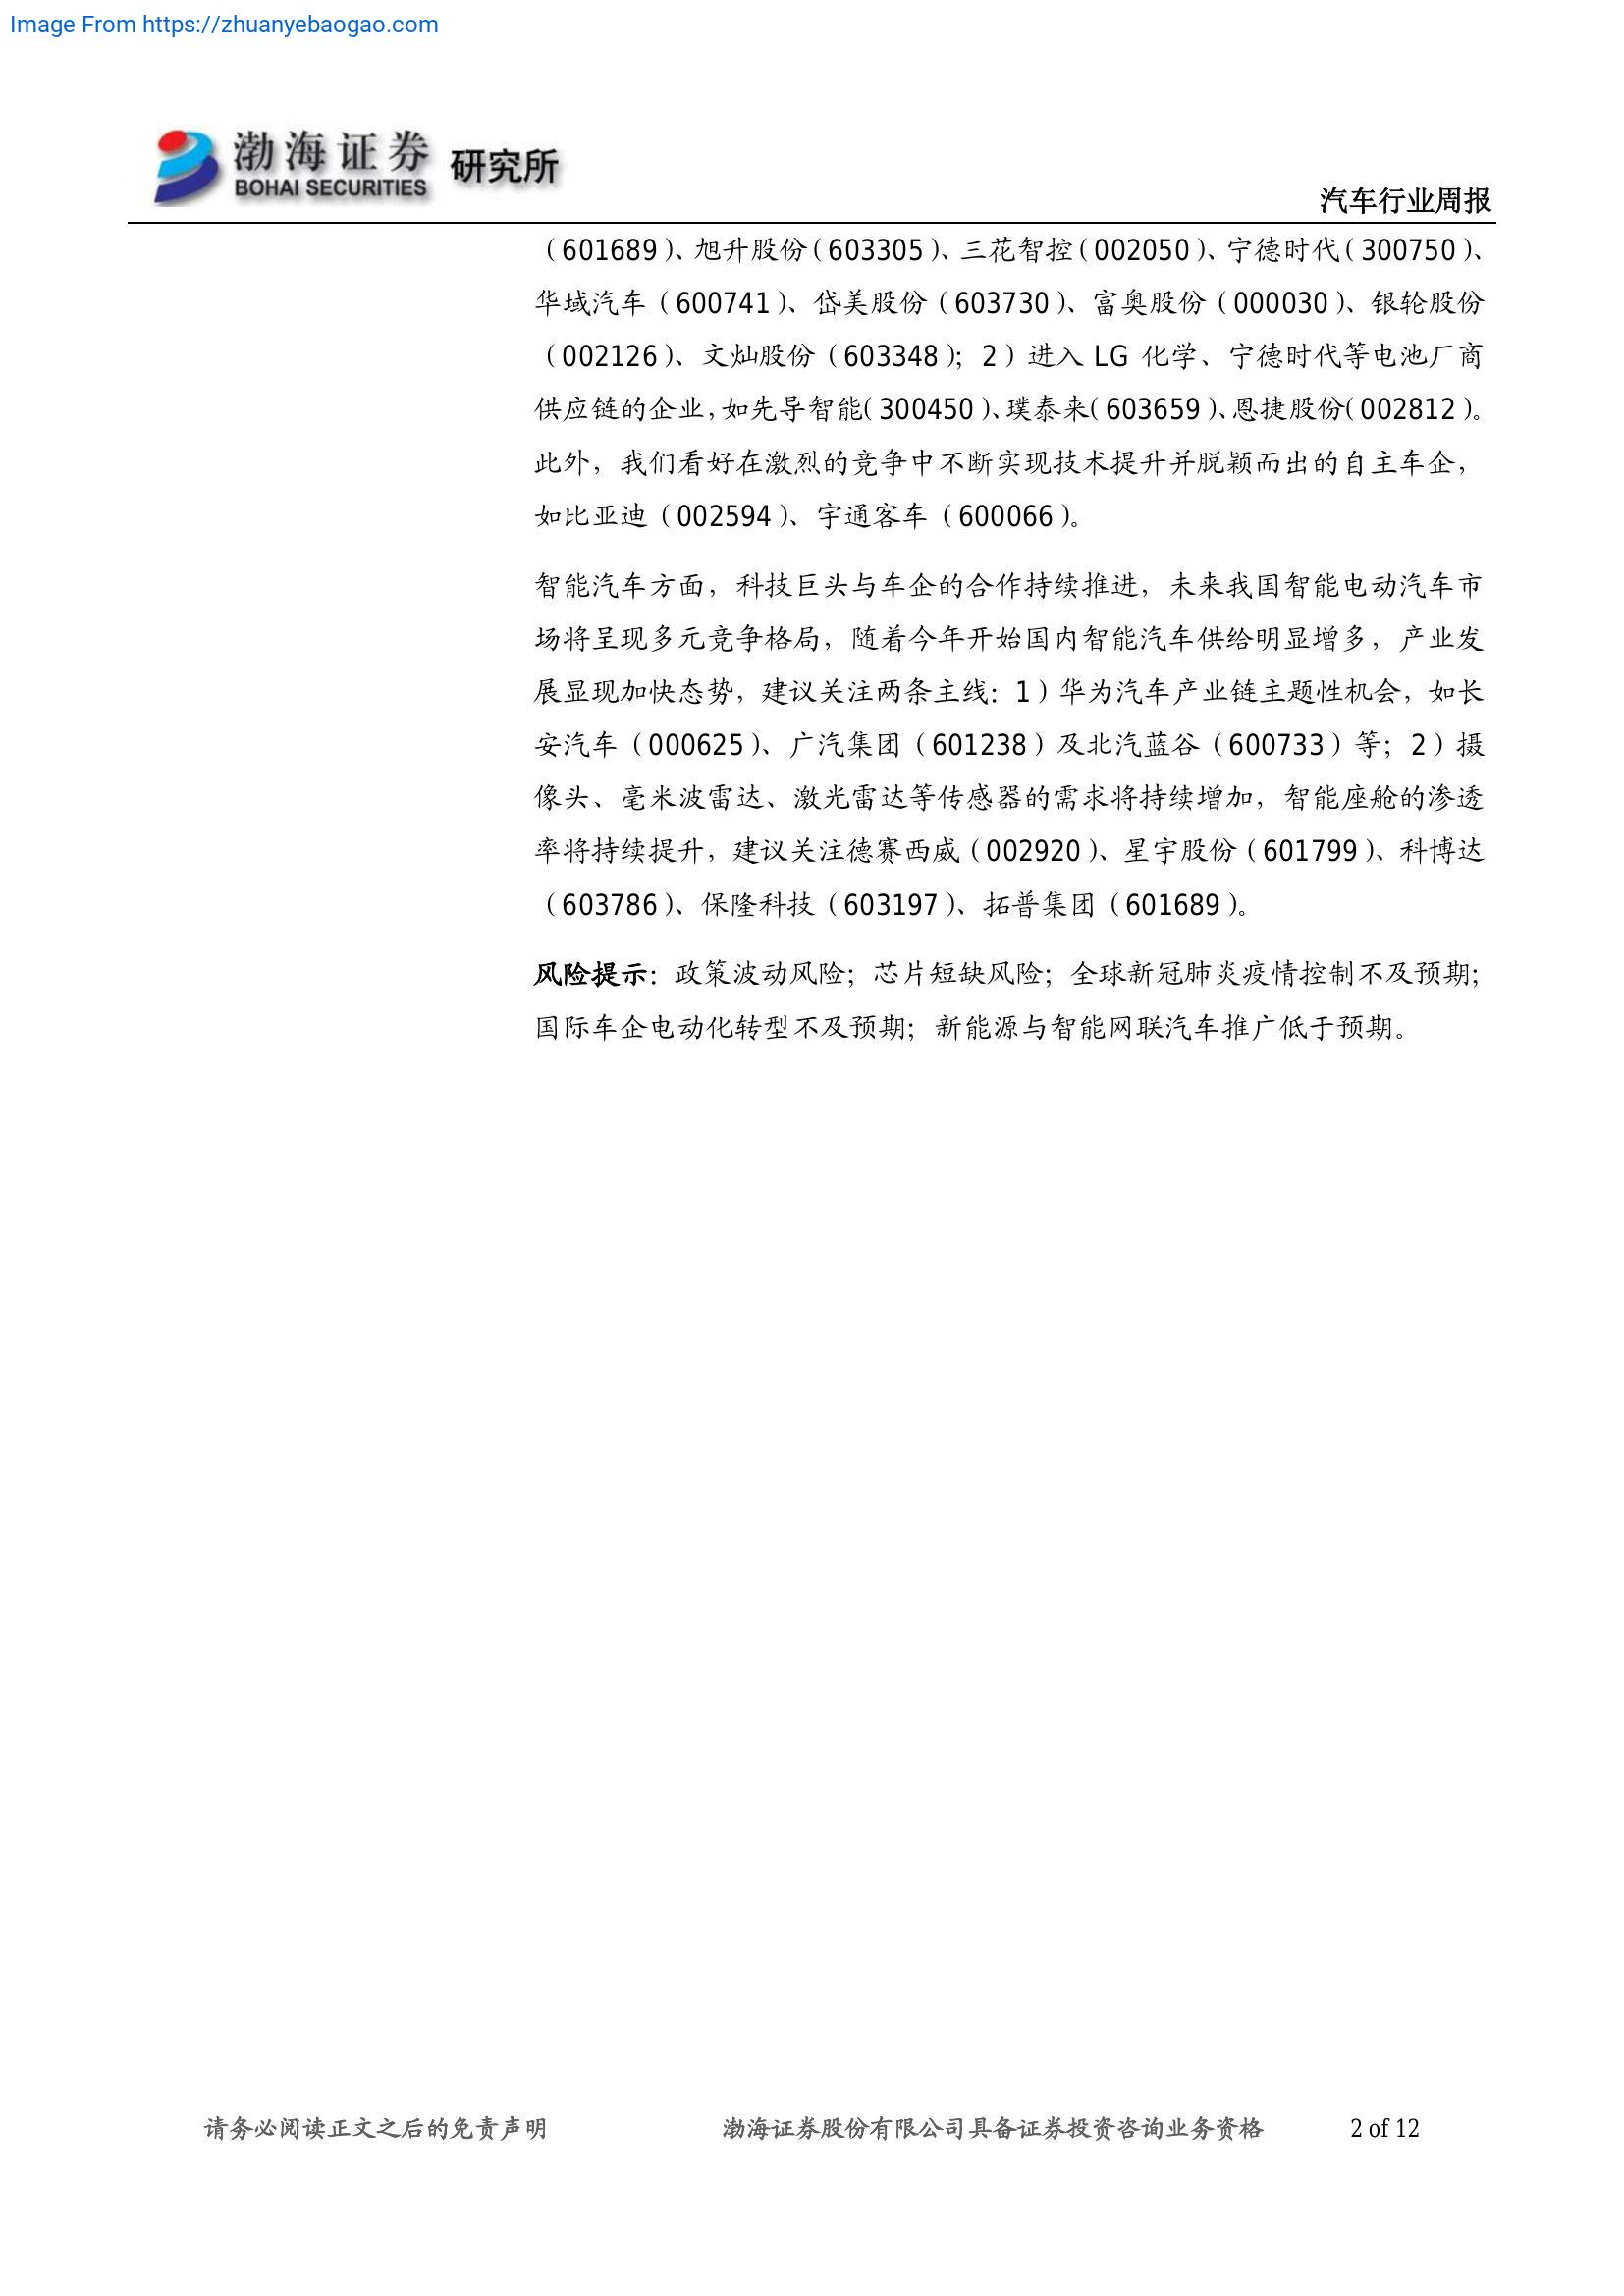 Image From https://zhuanyebaogao.com
渤海证券 研究所
BOHAI SECURITIES
汽车行业周报
（601689）、旭升股份（603305）、三花智控（002050）、宁德时代（300750）、
华域汽车（600741）、岱美股份（603730）、富奥股份（000030）、银轮股份
（002126）、文灿股份（603348）；2）进入 LG 化学、宁德时代等电池厂商
供应链的企业，如先导智能（300450）、璞泰来（603659）、恩捷股份（002812）。
此外，我们看好在激烈的竞争中不断实现技术提升并脱颖而出的自主车企，
如比亚迪（002594）、宇通客车（600066）。
智能汽车方面，科技巨头与车企的合作持续推进，未来我国智能电动汽车市
场将呈现多元竞争格局，随着今年开始国内智能汽车供给明显增多，产业发
展显现加快态势，建议关注两条主线：1）华为汽车产业链主题性机会，如长
安汽车（000625）、广汽集团（601238）及北汽蓝谷（600733）等；2）摄
像头、毫米波雷达、激光雷达等传感器的需求将持续增加，智能座舱的渗透
率将持续提升，建议关注德赛西威（002920）、星宇股份（601799）、科博达
（603786）、保隆科技（603197）、拓普集团（601689）。
风险提示：政策波动风险；芯片短缺风险；全球新冠肺炎疫情控制不及预期；
国际车企电动化转型不及预期；新能源与智能网联汽车推广低于预期。
请务必阅读正文之后的免责声明 渤海证券股份有限公司具备证券投资咨询业务资格 2 of 12